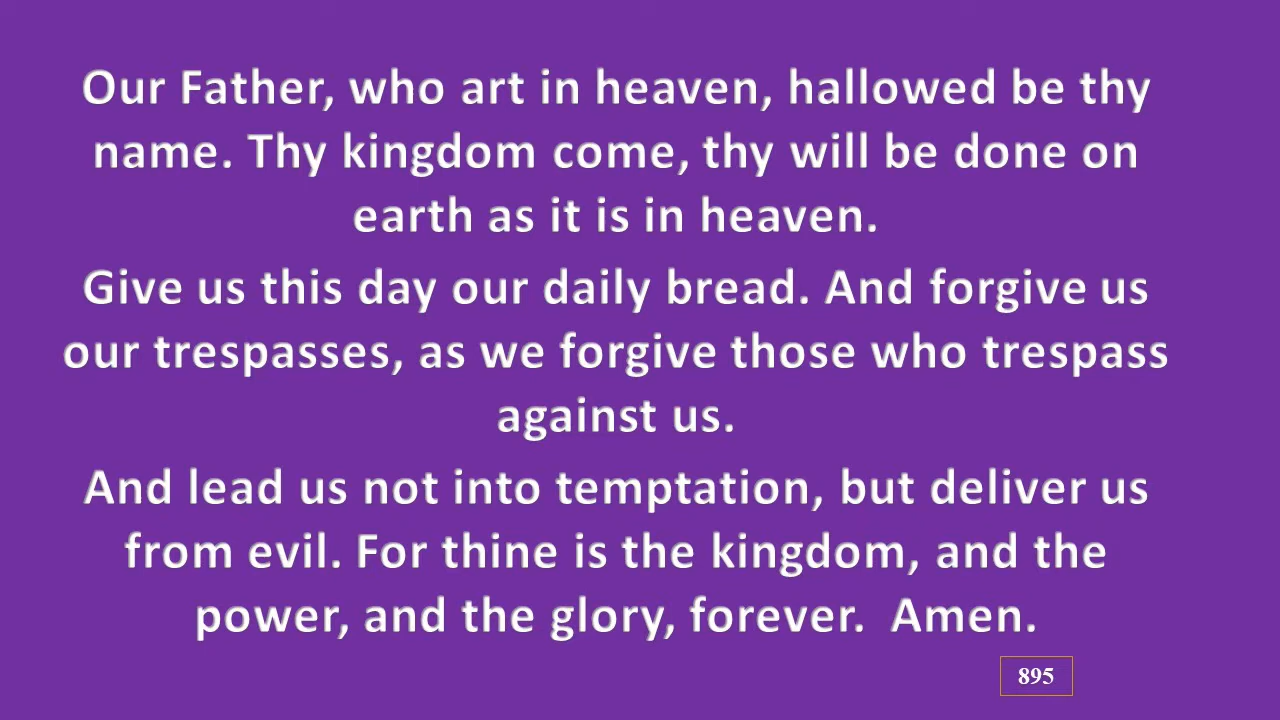 Our Father, who art in heaven, hallowed be thy
name. Thy kingdom come, thy will be done on
earth as it is in heaven.
Give us this day our daily bread. And forgive us
our trespasses, as we forgive those who trespass
against us.
And lead us not into temptation, but deliver us
from evil. For thine is the kingdom, and the
power, and the glory, forever.  Amen.
895